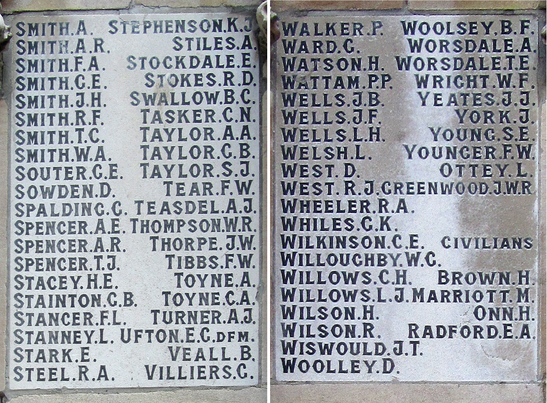 SMITH.A.
SMITH.A.R.
SMITH.F.A.
SMITH.G.E.
SMITH.J.H.
SMITH.R.F.
SMITH.T.C.
SMITH.W.A.
SOUTER.C.E.
SOWDEN.D.
SPALDING.C.
SPENCER.A.E.
SPENCER.A.R.
SPENCER.T.J.
STACEY.H.E.
STAINTON.C.B.
STANCER.F.L.
STANNEY.L.
STARK.E.
STEEL.R.A.
STEPHENSON.K.J.
STILES.A.
STOCKDALE.E.
STOKES.R.D.
SWALLOW.B.C.
TASKER.C.N.
TAYLOR.A.A.
TAYLOR.C.B.
TAYLOR.S.J.
TEAR.F.W.
TEASDEL.A.J.
THOMPSON.W.R.
THORPE.J.W.
TIBBS.F.W.
TOYNE.A.
TOYNE.C.A.
TURNER.A.J.
UFTON.E.C.DFM.
VEALL.B.
VILLIERS.C.
WALKER.P.
WARD.C.
WATSON.H.
WATTAM.P.P.
WELLS.J.B.
WELLS.J.F.
WELLS.L.H.
WELSH.L.
WEST.D.
WEST.R.J.
WHEELER.R.A.
WHILES.C.K.
WILKINSON.C.E.
WILLOUGHBY.W.C.
WILLOWS.C.H.
WILLOWS.L.J.
WILSON.H.
WILSON.R.
WISWOULD.J.T.
WOOLLEY.D.
WOOLSEY.B.F.
WORSDALE.A.
WORSDALE.T.E.
WRIGHT.W.F.
YEATES.J.J.
YORK.J.
YOUNG.S.E.
YOUNGER.F.W.
OTTEY.L.
GREENWOOD.J.W.R.
CIVILIANS
BROWN.H.
MARRIOTT.M.
ONN.H.
RADFORD.E.A.